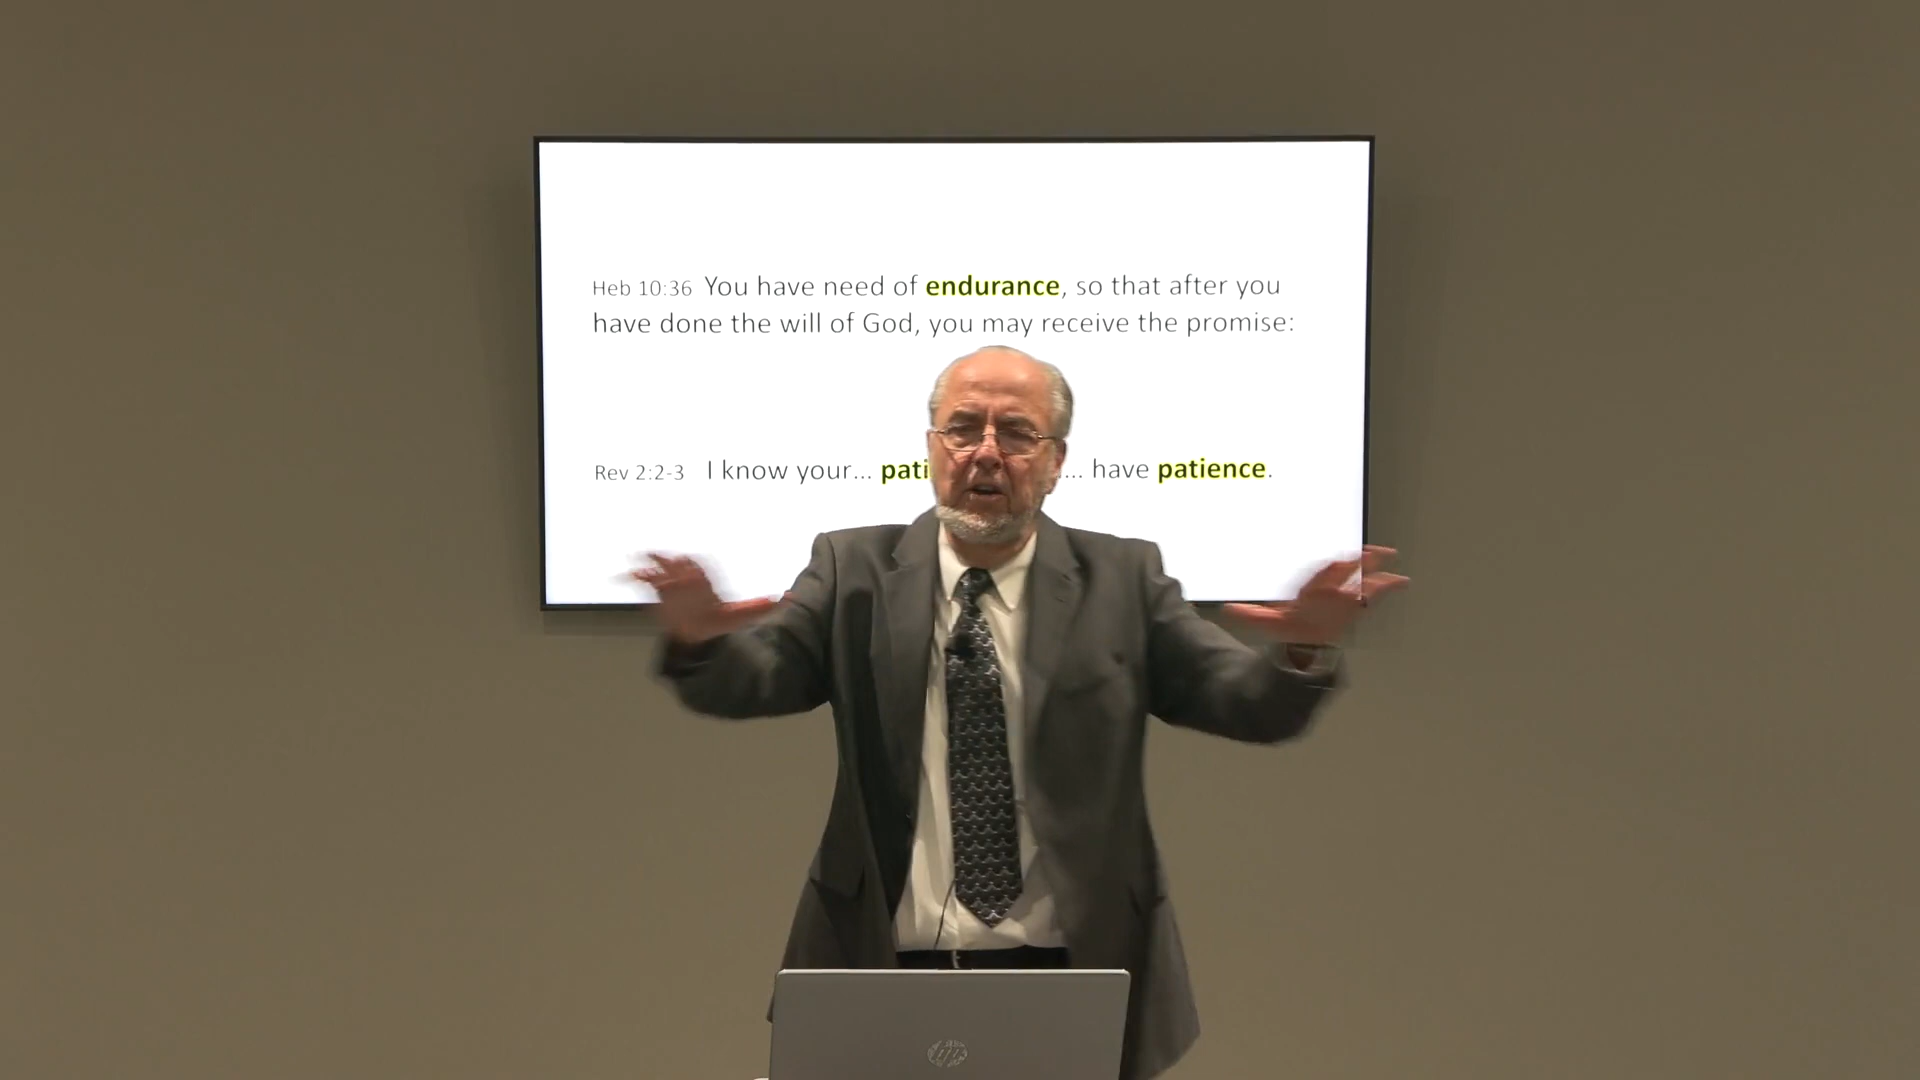 Heb 10:36 You have need of endurance, so that after you
have done the will of God, you may receive the promise:
Rev 2:2-3 I know your... pati .... have patience.